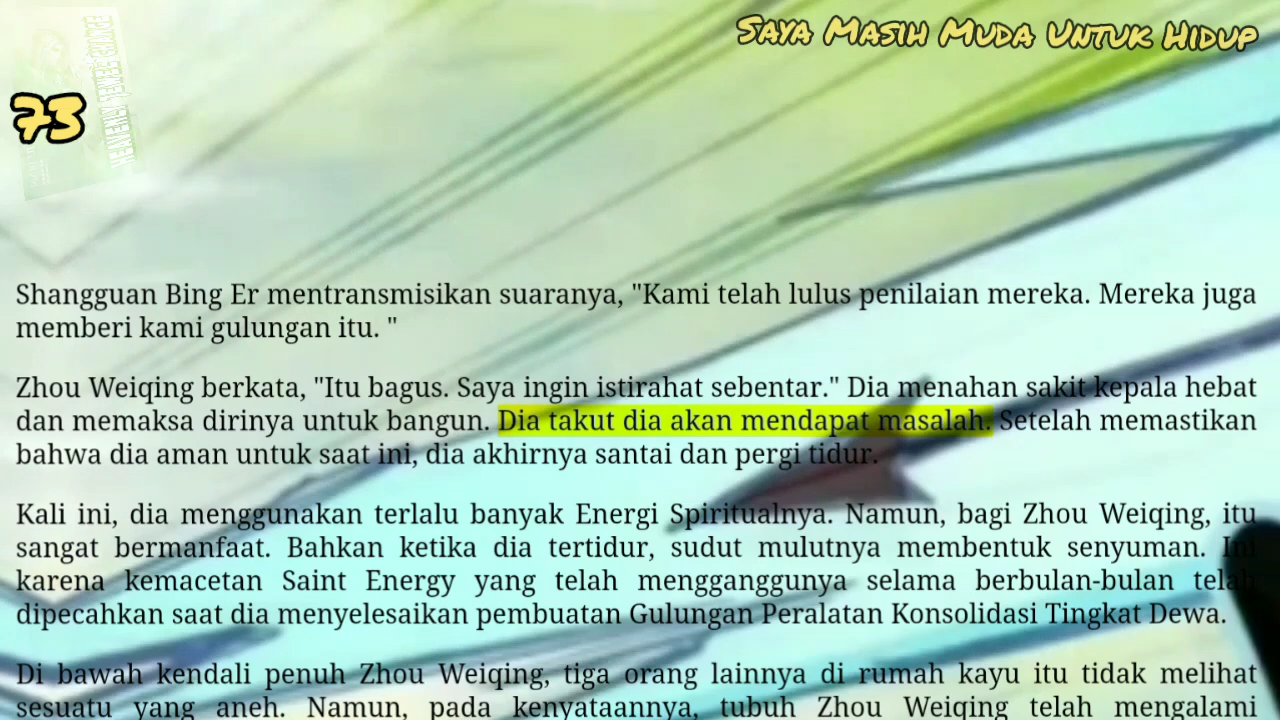 Saya Masih Muda Untuk Hidup
73
Shangguan Bing Er mentransmisikan suaranya, "Kami telah lulus penilaian mereka. Mereka juga
memberi kami gulungan itu. "
Zhou Weiqing berkata, "Itu bagus. Saya ingin istirahat sebentar." Dia menahan sakit kepala hebat
dan memaksa dirinya untuk bangun. Dia takut dia akan mendapat masalah. Setelah memastikan
bahwa dia aman untuk saat ini, dia akhirnya santai dan pergi tidur.
Kali ini, dia menggunakan terlalu banyak Energi Spiritualnya. Namun, bagi Zhou Weiqing, itu
sangat bermanfaat. Bahkan ketika dia tertidur, sudut mulutnya membentuk senyuman. Ini
karena kemacetan Saint Energy yang telah mengganggunya selama berbulan-bulan telah
dipecahkan saat dia menyelesaikan pembuatan Gulungan Peralatan Konsolidasi Tingkat Dewa.
Di bawah kendali penuh Zhou Weiqing, tiga orang lainnya di rumah kayu itu tidak melihat
sesuatu yang aneh. Namun, pada kenyataannya, tubuh Zhou Weiqing telah mengalami